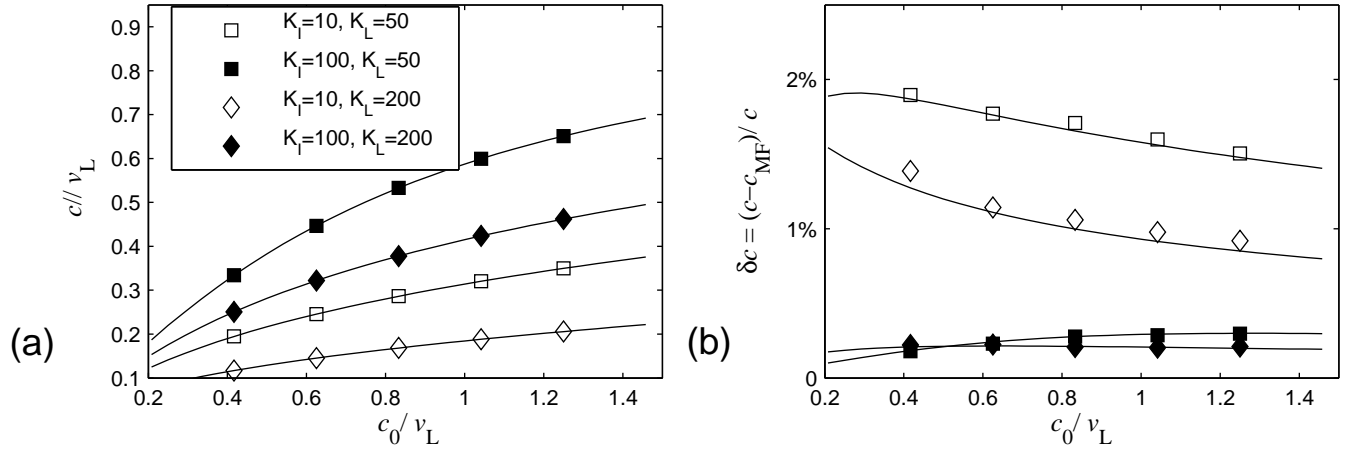 0.9
0.8
0.7
0.6
0.5
0.4
0.3
0.2
0.1
c// v_L
K_I=10, K_L=50
K_I=100, K_L=50
K_I=10, K_L=200
K_I=100, K_L=200
0.2 0.4 0.6 0.8 1 1.2 1.4
c_0/ v_L
(a)
2%
1%
0
δc = (c−c_MF)/ c
0.2 0.4 0.6 0.8 1 1.2 1.4
c_0/ v_L
(b)